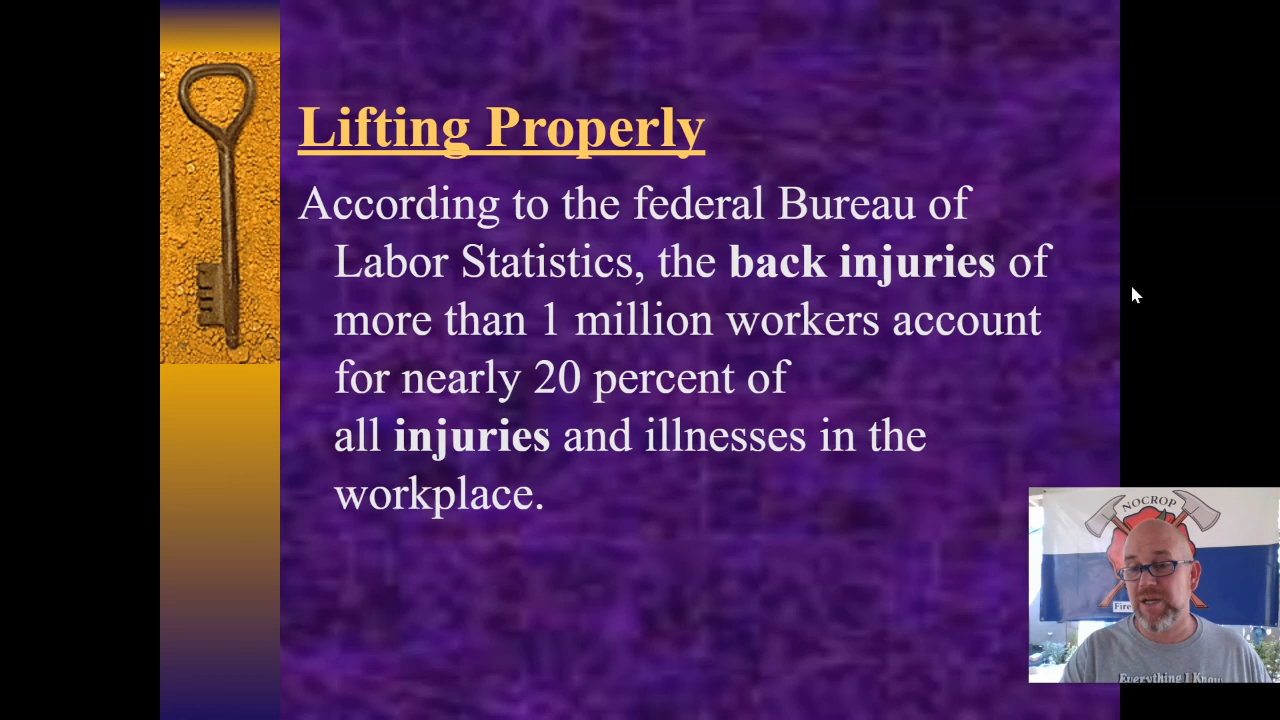 Lifting Properly
According to the federal Bureau of
Labor Statistics, the back injuries of
more than 1 million workers account
for nearly 20 percent of
all injuries and illnesses in the
workplace.
NOCROP
Fire
Everything I Know